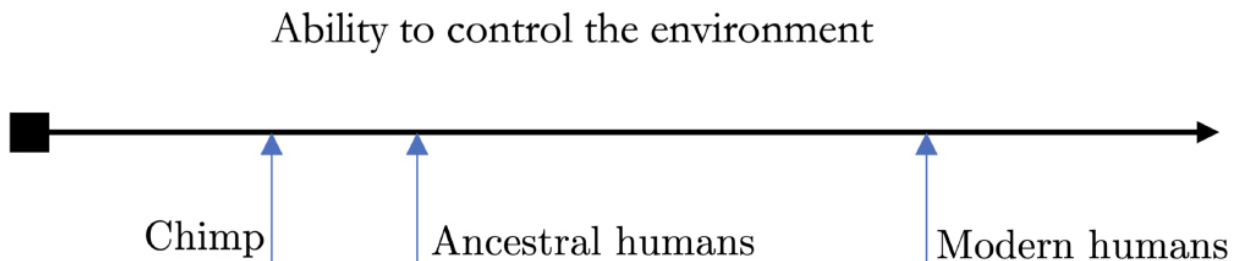 Ability to control the environment
Chimp
Ancestral humans
Modern humans